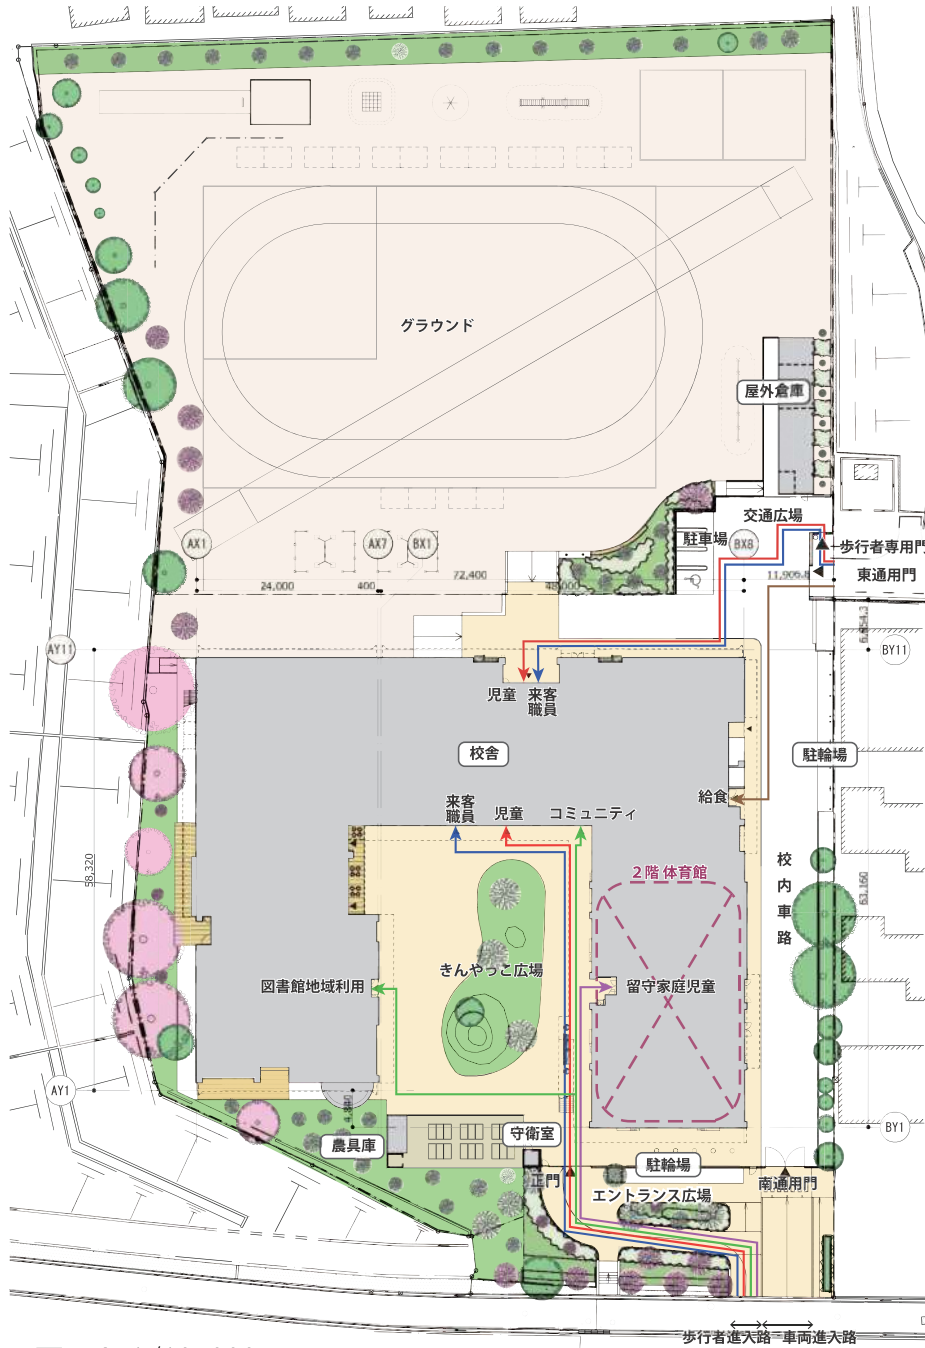 グラウンド
屋外倉庫
交通広場
駐車場
AX1
AX7
BX1
BX8
歩行者専用門
東通用門
24,000
400
72,400
48,000
11,906.8
AY11
BY11
児童
来客
職員
校舎
駐輪場
給食
来客
職員
児童
コミュニティ
58,320
２階 体育館
校内車路
63,160
きんやっこ広場
図書館地域利用
留守家庭児童
AY1
BY1
4,840
農具庫
守衛室
駐輪場
正門
南通用門
エントランス広場
歩行者進入路
車両進入路